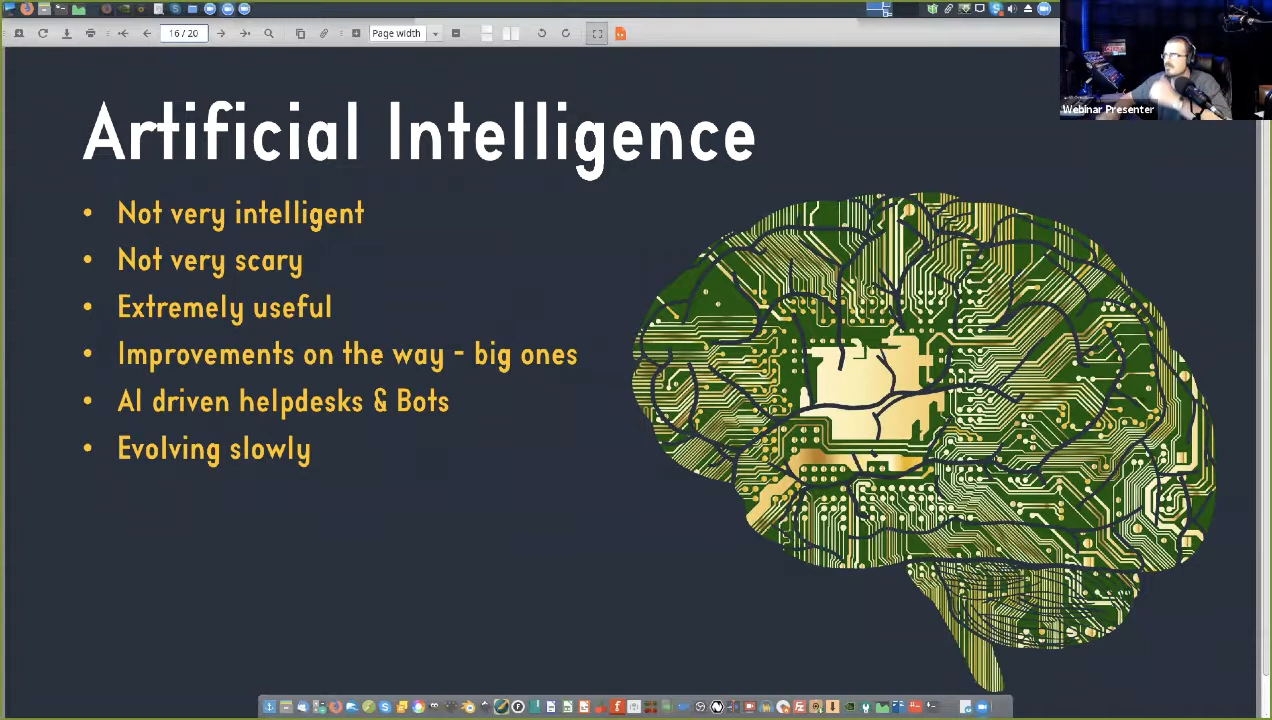 16 / 20
Page width
Webinar Presenter
Artificial Intelligence
• Not very intelligent
• Not very scary
• Extremely useful
• Improvements on the way - big ones
• AI driven helpdesks & Bots
• Evolving slowly